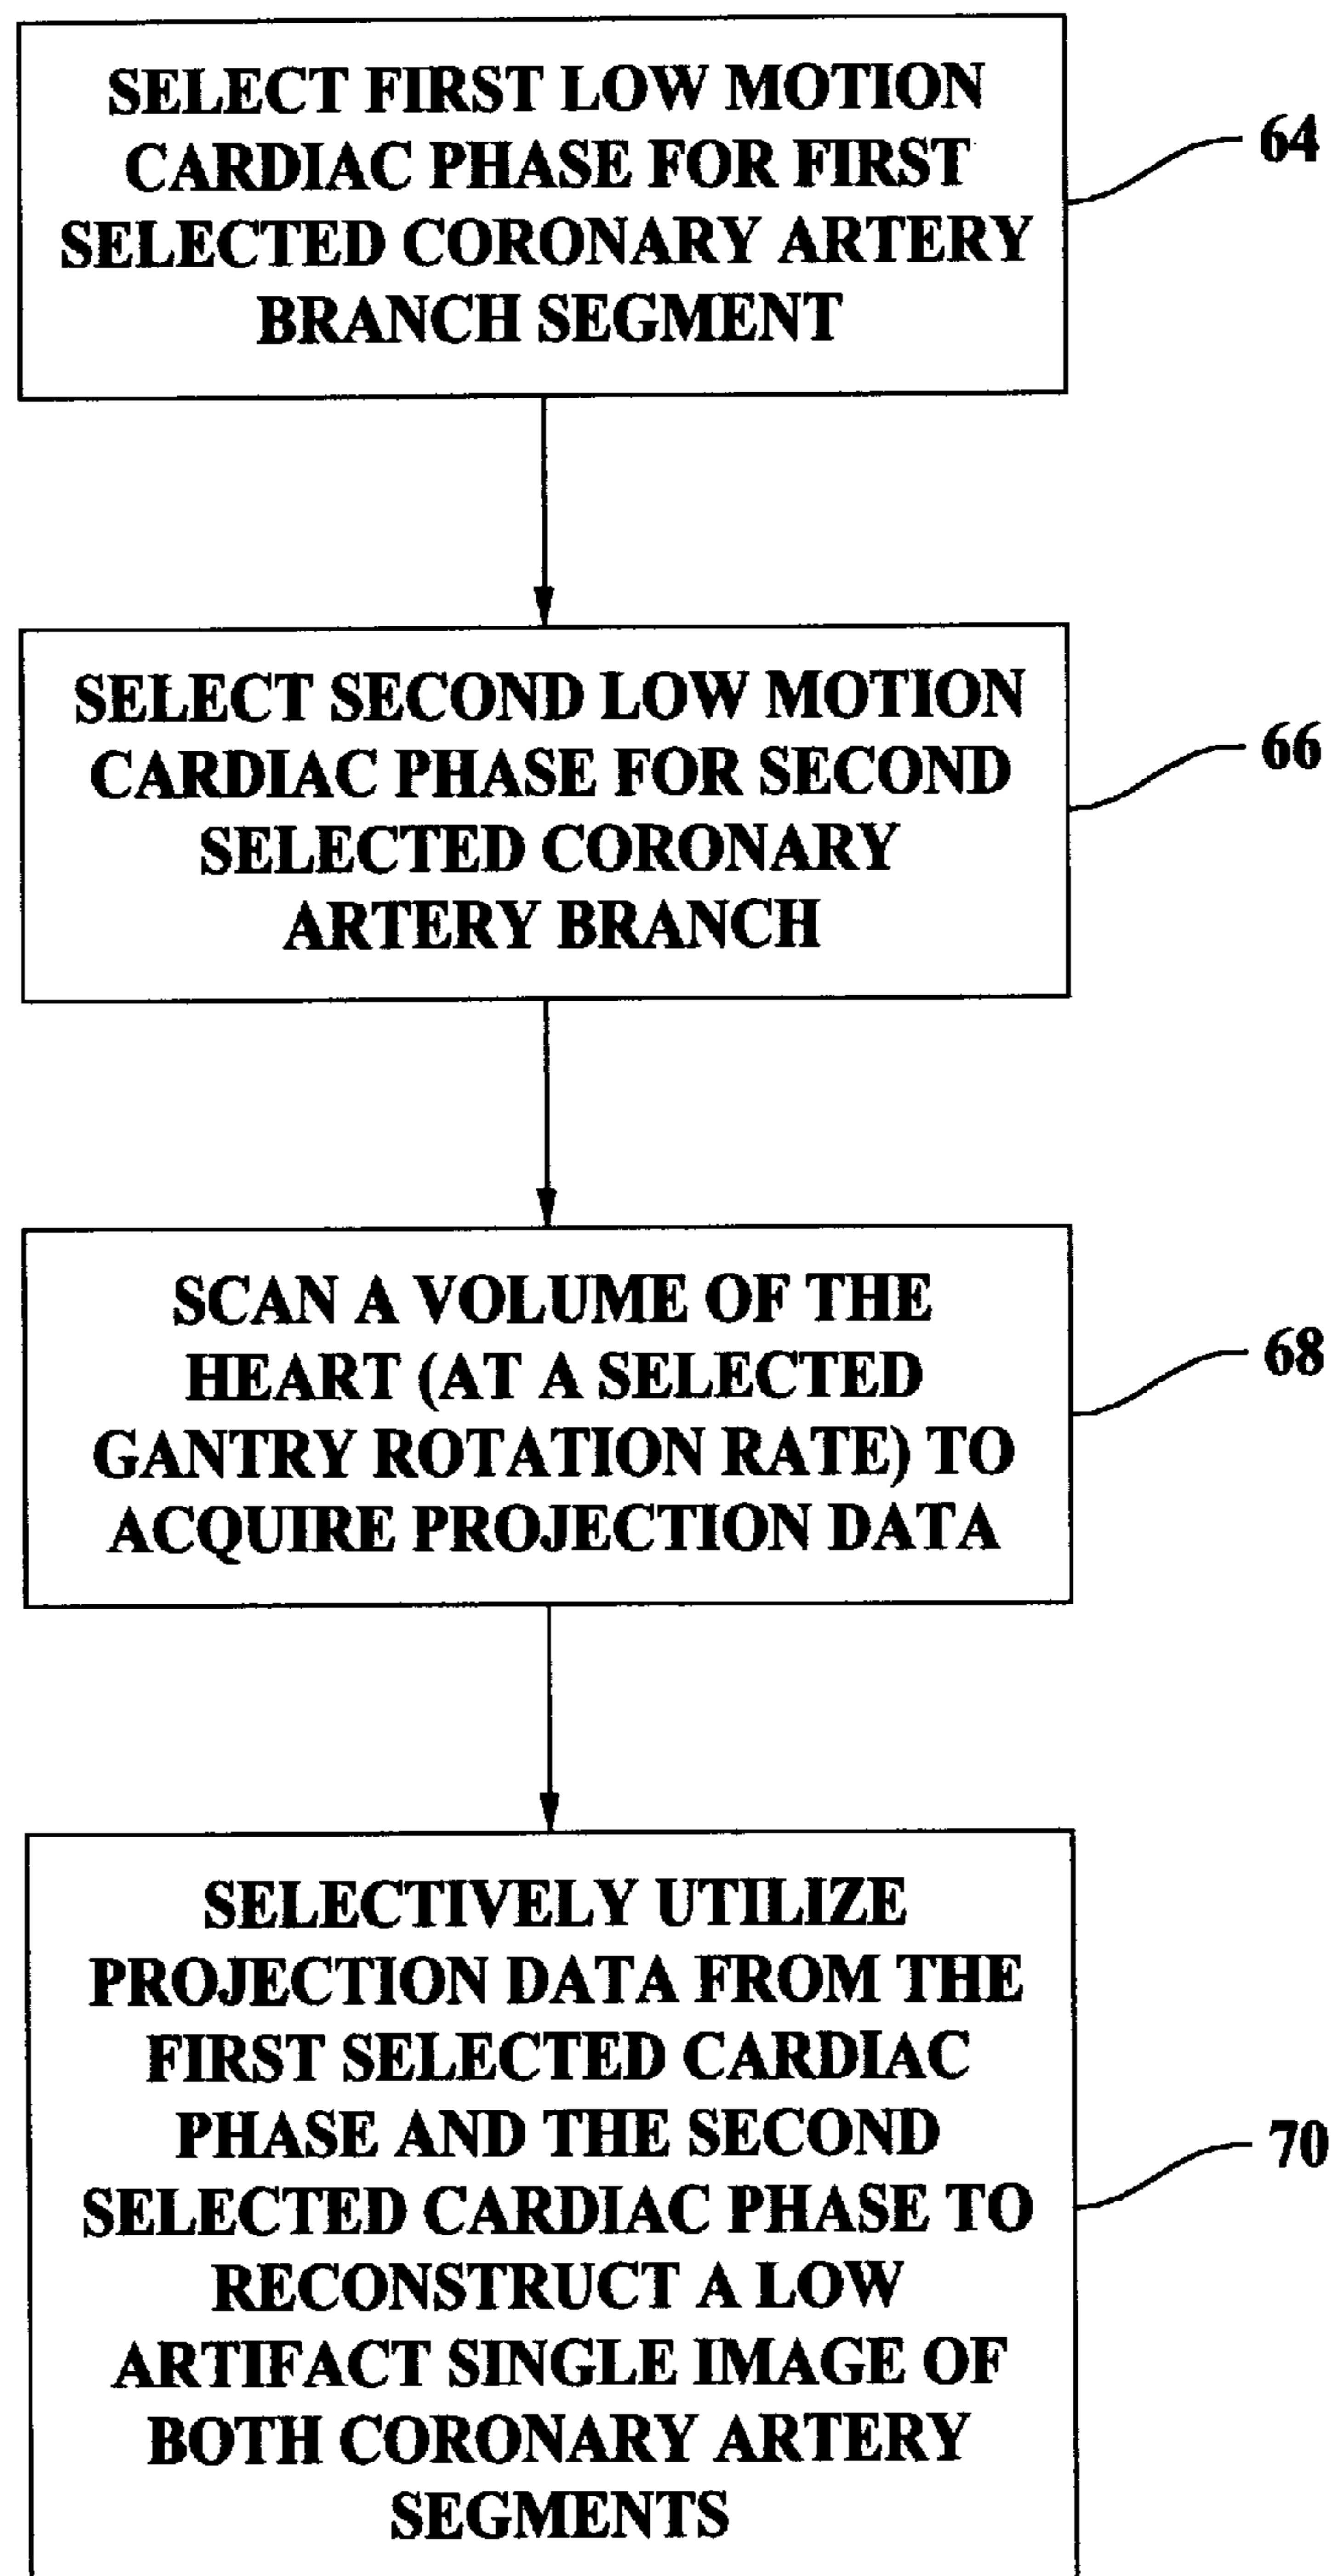 SELECT FIRST LOW MOTION
CARDIAC PHASE FOR FIRST
SELECTED CORONARY ARTERY
BRANCH SEGMENT
64
SELECT SECOND LOW MOTION
CARDIAC PHASE FOR SECOND
SELECTED CORONARY
ARTERY BRANCH
66
SCAN A VOLUME OF THE
HEART (AT A SELECTED
GANTRY ROTATION RATE) TO
ACQUIRE PROJECTION DATA
68
SELECTIVELY UTILIZE
PROJECTION DATA FROM THE
FIRST SELECTED CARDIAC
PHASE AND THE SECOND
SELECTED CARDIAC PHASE TO
RECONSTRUCT A LOW
ARTIFACT SINGLE IMAGE OF
BOTH CORONARY ARTERY
SEGMENTS
70